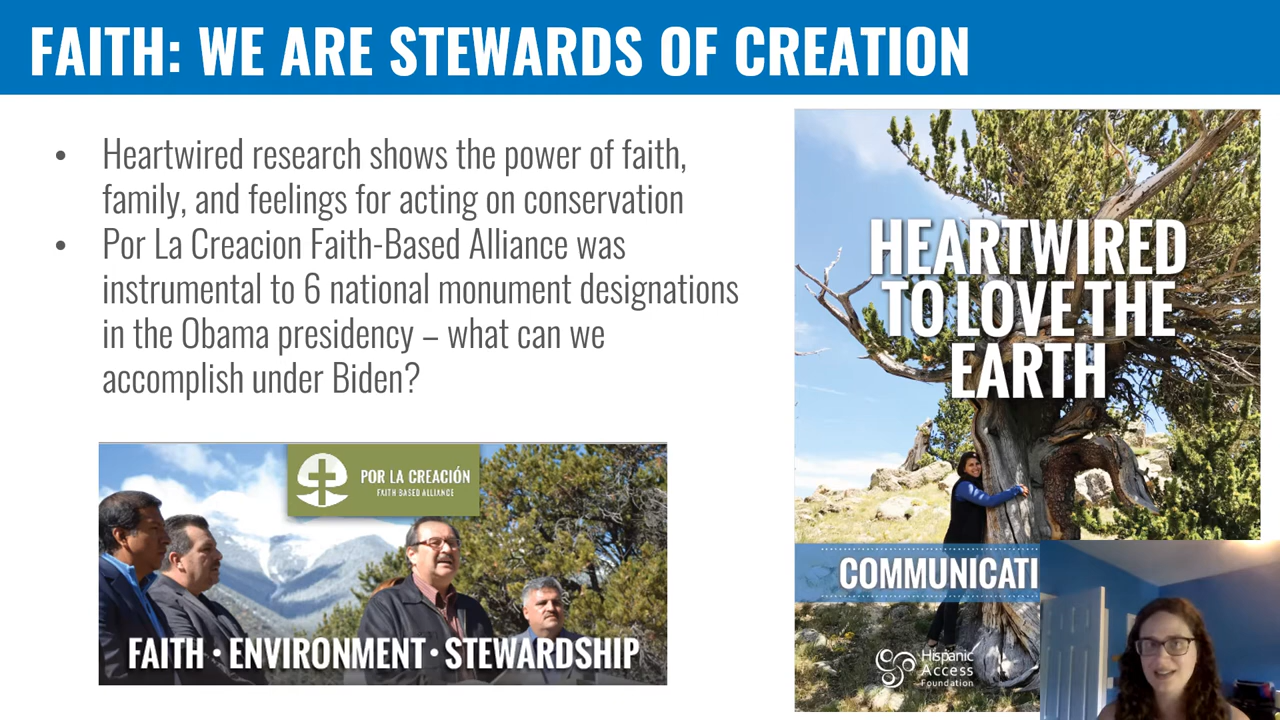 FAITH: WE ARE STEWARDS OF CREATION
• Heartwired research shows the power of faith,
family, and feelings for acting on conservation
• Por La Creacion Faith-Based Alliance was
instrumental to 6 national monument designations
in the Obama presidency – what can we
accomplish under Biden?
POR LA CREACIÓN
FAITH BASED ALLIANCE
FAITH • ENVIRONMENT • STEWARDSHIP
HEARTWIRED
TO LOVE THE
EARTH
COMMUNICATI
Hispanic
Access
Foundation